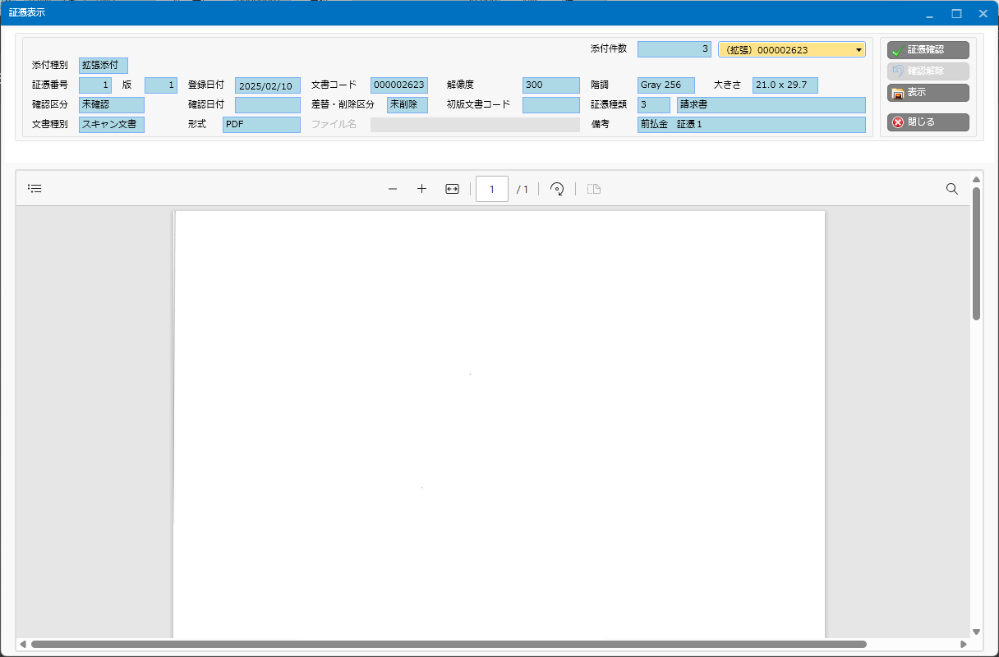 証憑表示
添付件数 3 （拡張）000002623 証憑確認
添付種別 拡張添付 確認解除
証憑番号 1 版 1 登録日付 2025/02/10 文書コード 000002623 解像度 300 階調 Gray 256 大きさ 21.0 x 29.7 表示
確認区分 未確認 確認日付 差替・削除区分 未削除 初版文書コード 証憑種類 3 請求書
文書種別 スキャン文書 形式 PDF ファイル名 備考 前払金　証憑１ 閉じる
1 / 1